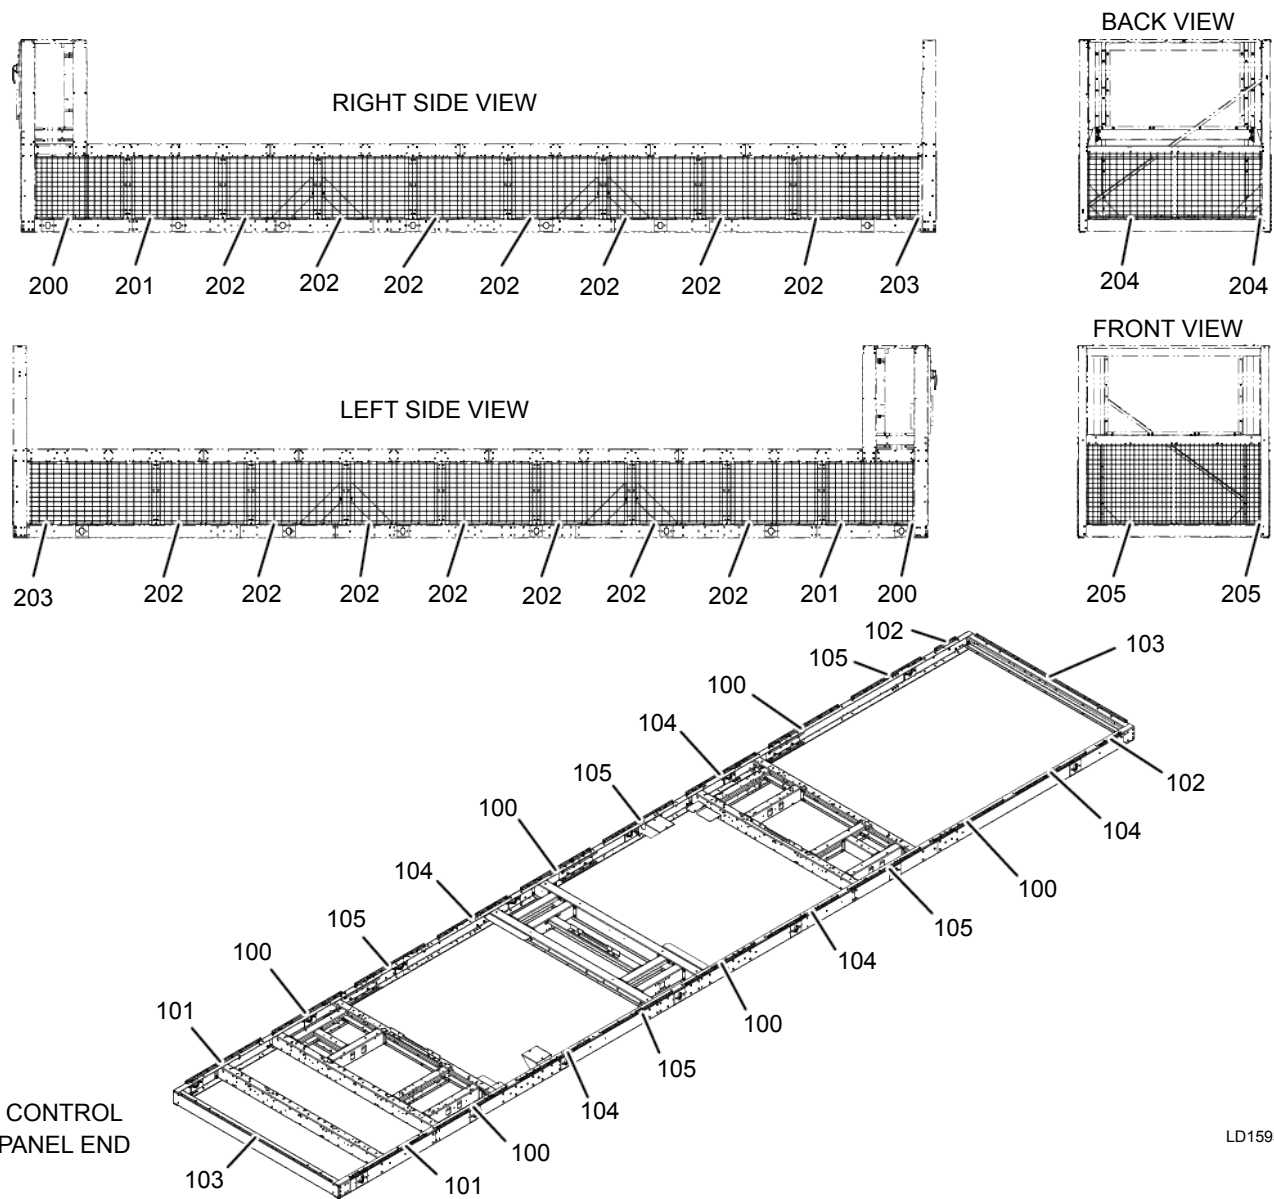 BACK VIEW
RIGHT SIDE VIEW
200 201 202 202 202 202 202 202 202 203
204 204
FRONT VIEW
LEFT SIDE VIEW
203 202 202 202 202 202 202 202 201 200
205 205
102
103
105
100
104
102
105
104
100
100
104
105
105
104
100
100
101
105
104
CONTROL
PANEL END
100
103
101
LD159